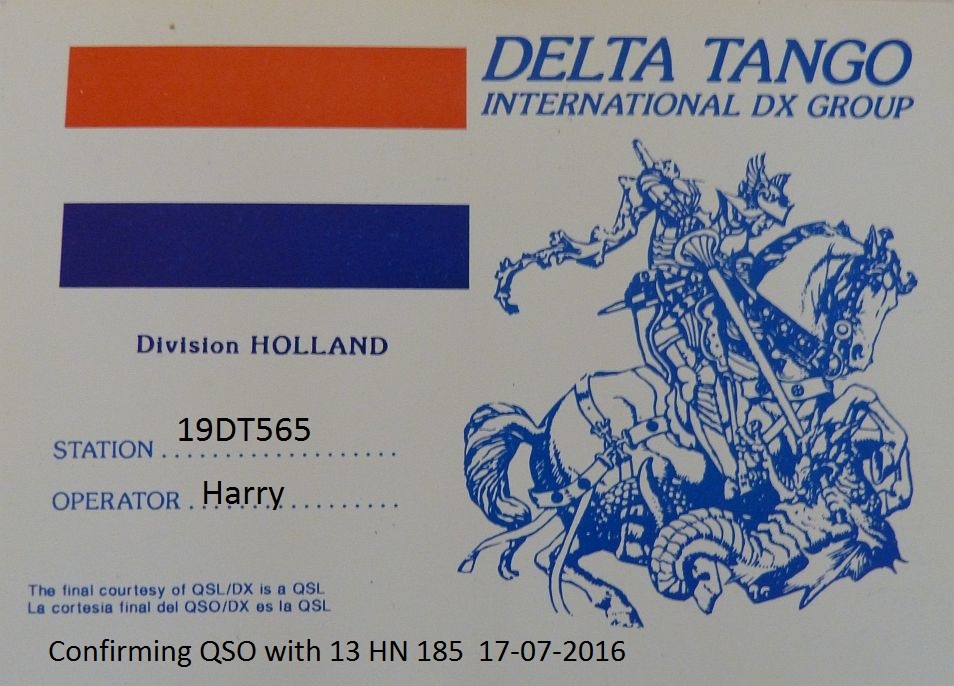 DELTA TANGO
INTERNATIONAL DX GROUP
Division HOLLAND
STATION .................... 19DT565
OPERATOR .................. Harry
The final courtesy of QSL/DX is a QSL
La cortesia final del QSO/DX es la QSL
Confirming QSO with 13 HN 185 17-07-2016